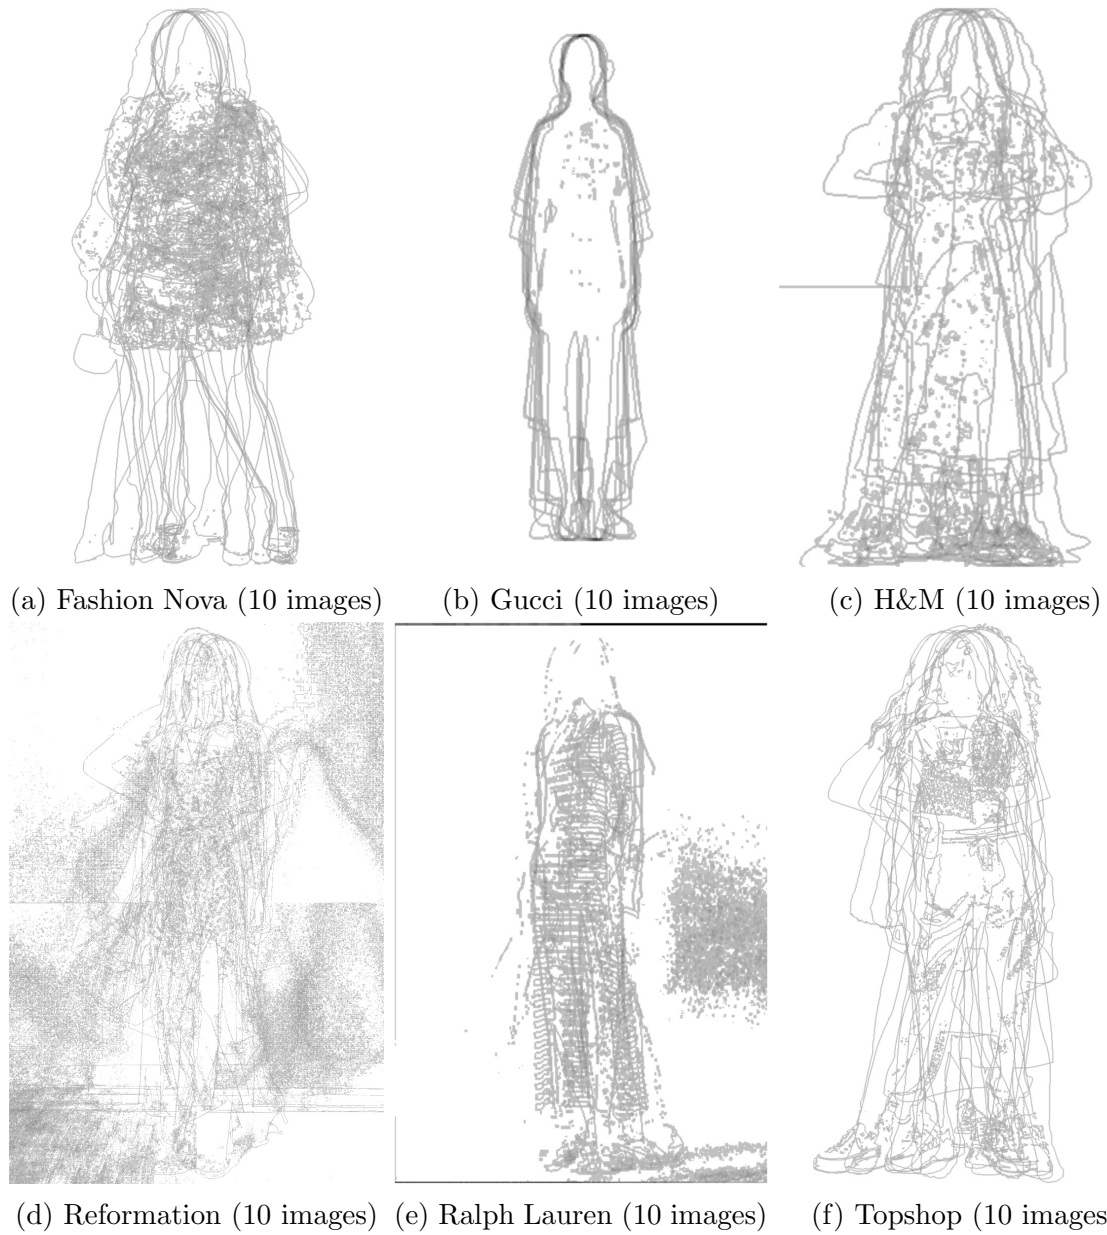 (a) Fashion Nova (10 images)
(b) Gucci (10 images)
(c) H&M (10 images)
(d) Reformation (10 images)
(e) Ralph Lauren (10 images)
(f) Topshop (10 images